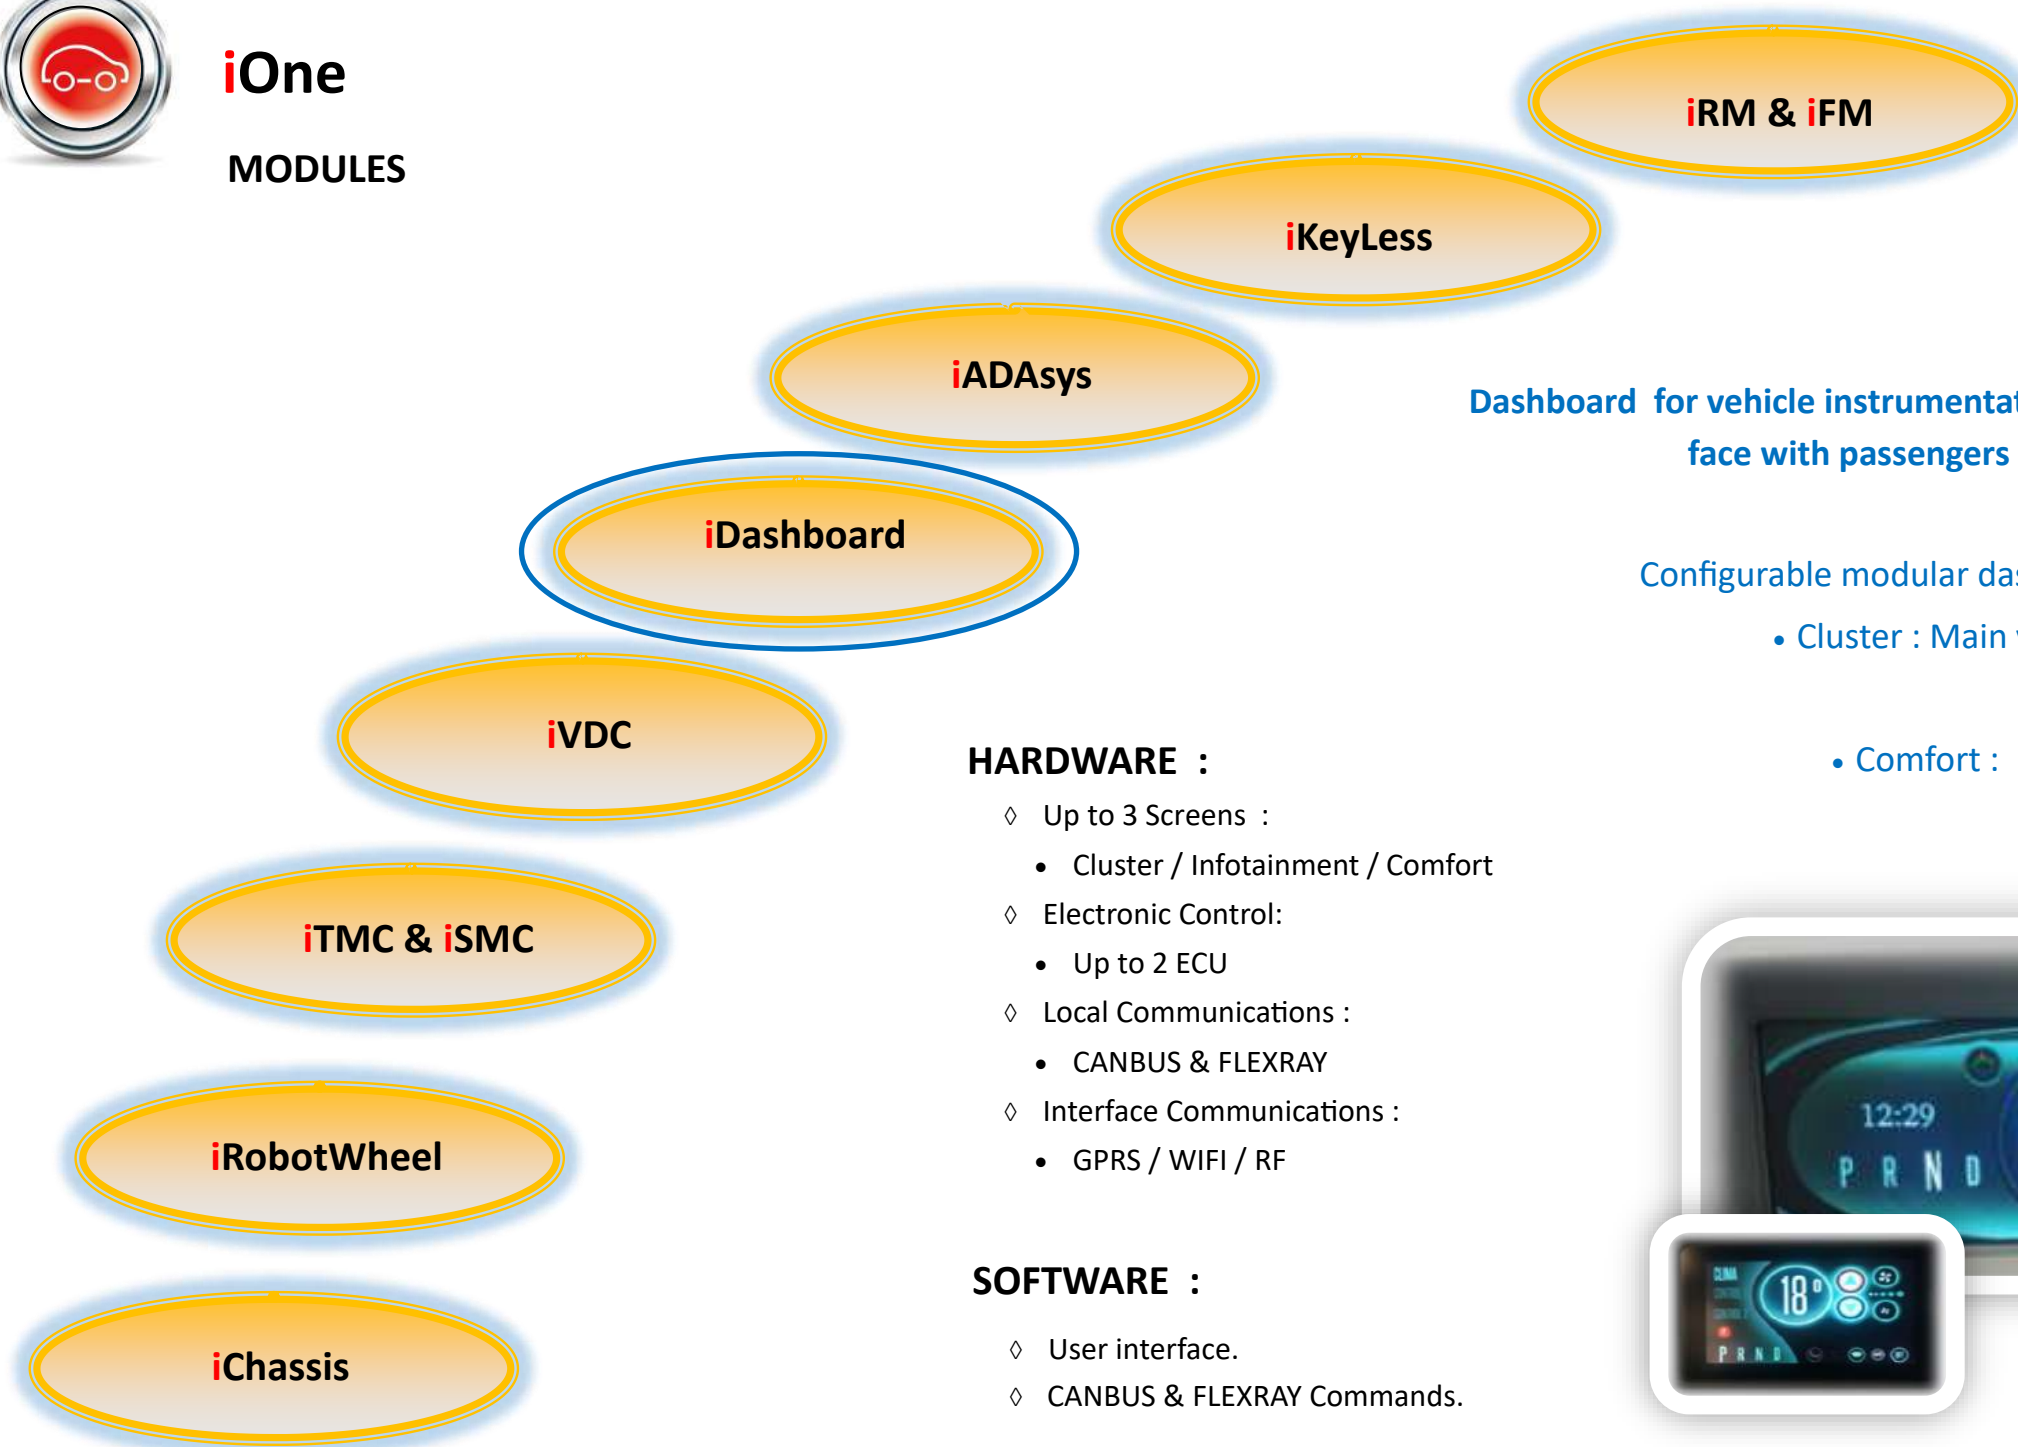 iOne
MODULES
iRM & iFM
iKeyLess
iADAsys
iDashboard
iVDC
iTMC & iSMC
iRobotWheel
iChassis
Dashboard for vehicle instrumentat
face with passengers
Configurable modular das
• Cluster : Main
• Comfort :
HARDWARE :
◊ Up to 3 Screens :
• Cluster / Infotainment / Comfort
◊ Electronic Control:
• Up to 2 ECU
◊ Local Communications :
• CANBUS & FLEXRAY
◊ Interface Communications :
• GPRS / WIFI / RF
SOFTWARE :
◊ User interface.
◊ CANBUS & FLEXRAY Commands.
12:29
P R N D
CLIMA
18°
P R N D